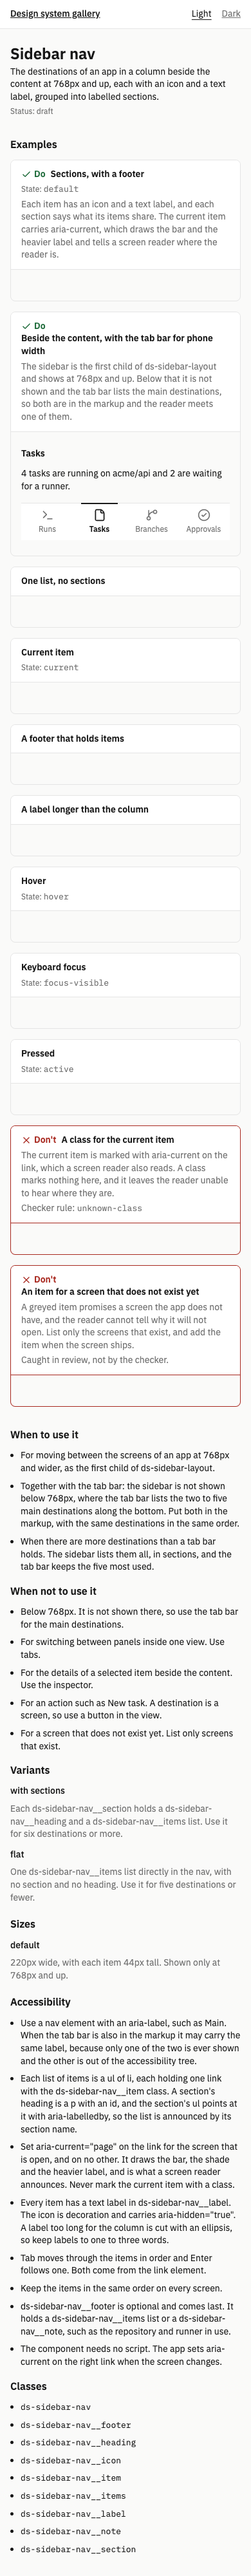 Design system gallery
Light Dark
Sidebar nav
The destinations of an app in a column beside the
content at 768px and up, each with an icon and a text
label, grouped into labelled sections.
Status: draft
Examples
Do Sections, with a footer
State: default
Each item has an icon and a text label, and each
section says what its items share. The current item
carries aria-current, which draws the bar and the
heavier label and tells a screen reader where the
reader is.
Do
Beside the content, with the tab bar for phone
width
The sidebar is the first child of ds-sidebar-layout
and shows at 768px and up. Below that it is not
shown and the tab bar lists the main destinations,
so both are in the markup and the reader meets
one of them.
Tasks
4 tasks are running on acme/api and 2 are waiting
for a runner.
Runs Tasks Branches Approvals
One list, no sections
Current item
State: current
A footer that holds items
A label longer than the column
Hover
State: hover
Keyboard focus
State: focus-visible
Pressed
State: active
Don't A class for the current item
The current item is marked with aria-current on the
link, which a screen reader also reads. A class
marks nothing here, and it leaves the reader unable
to hear where they are.
Checker rule: unknown-class
Don't
An item for a screen that does not exist yet
A greyed item promises a screen the app does not
have, and the reader cannot tell why it will not
open. List only the screens that exist, and add the
item when the screen ships.
Caught in review, not by the checker.
When to use it
• For moving between the screens of an app at 768px
and wider, as the first child of ds-sidebar-layout.
• Together with the tab bar: the sidebar is not shown
below 768px, where the tab bar lists the two to five
main destinations along the bottom. Put both in the
markup, with the same destinations in the same order.
• When there are more destinations than a tab bar
holds. The sidebar lists them all, in sections, and the
tab bar keeps the five most used.
When not to use it
• Below 768px. It is not shown there, so use the tab bar
for the main destinations.
• For switching between panels inside one view. Use
tabs.
• For the details of a selected item beside the content.
Use the inspector.
• For an action such as New task. A destination is a
screen, so use a button in the view.
• For a screen that does not exist yet. List only screens
that exist.
Variants
with sections
Each ds-sidebar-nav__section holds a ds-sidebar-
nav__heading and a ds-sidebar-nav__items list. Use it
for six destinations or more.
flat
One ds-sidebar-nav__items list directly in the nav, with
no section and no heading. Use it for five destinations or
fewer.
Sizes
default
220px wide, with each item 44px tall. Shown only at
768px and up.
Accessibility
• Use a nav element with an aria-label, such as Main.
When the tab bar is also in the markup it may carry the
same label, because only one of the two is ever shown
and the other is out of the accessibility tree.
• Each list of items is a ul of li, each holding one link
with the ds-sidebar-nav__item class. A section's
heading is a p with an id, and the section's ul points at
it with aria-labelledby, so the list is announced by its
section name.
• Set aria-current="page" on the link for the screen that
is open, and on no other. It draws the bar, the shade
and the heavier label, and is what a screen reader
announces. Never mark the current item with a class.
• Every item has a text label in ds-sidebar-nav__label.
The icon is decoration and carries aria-hidden="true".
A label too long for the column is cut with an ellipsis,
so keep labels to one to three words.
• Tab moves through the items in order and Enter
follows one. Both come from the link element.
• Keep the items in the same order on every screen.
• ds-sidebar-nav__footer is optional and comes last. It
holds a ds-sidebar-nav__items list or a ds-sidebar-
nav__note, such as the repository and runner in use.
• The component needs no script. The app sets aria-
current on the right link when the screen changes.
Classes
• ds-sidebar-nav
• ds-sidebar-nav__footer
• ds-sidebar-nav__heading
• ds-sidebar-nav__icon
• ds-sidebar-nav__item
• ds-sidebar-nav__items
• ds-sidebar-nav__label
• ds-sidebar-nav__note
• ds-sidebar-nav__section